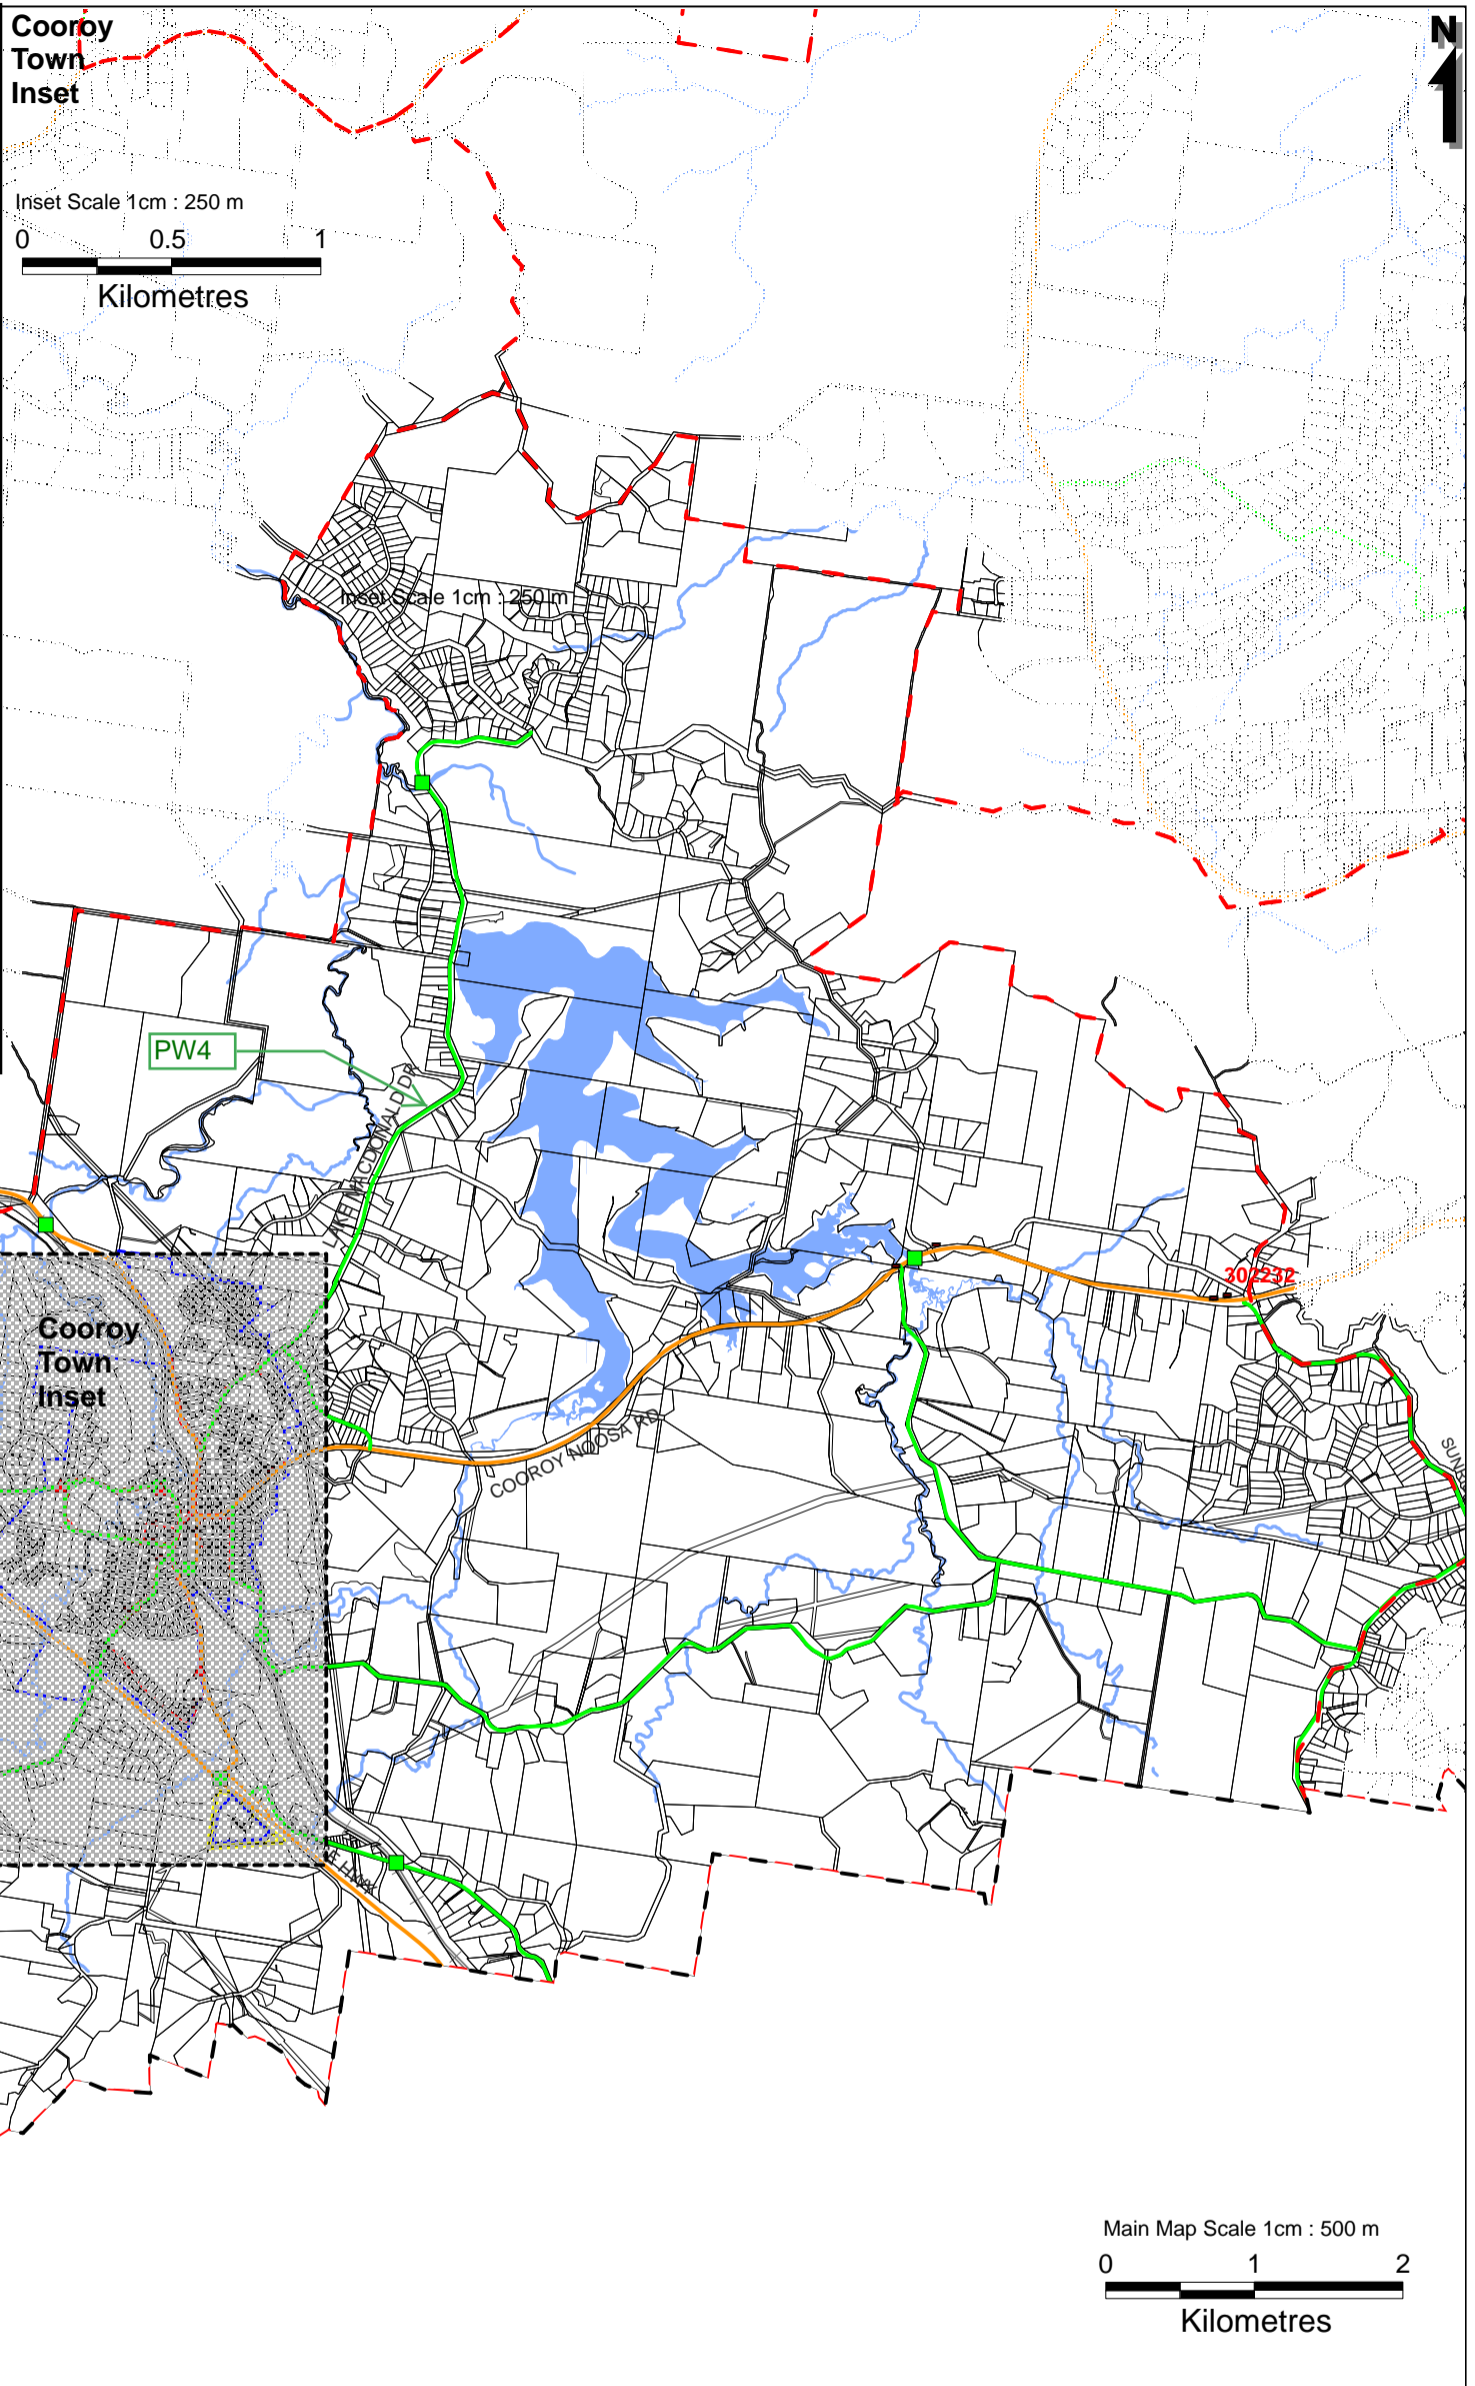 Cooroy
Town
Inset
N
Inset Scale 1cm : 250 m
0 0.5 1
Kilometres
Inset Scale 1cm : 250 m
PW4
LAKE MACDONALD DR
302232
Cooroy
Town
Inset
COOROY NOOSA RD
HWY
Main Map Scale 1cm : 500 m
0 1 2
Kilometres